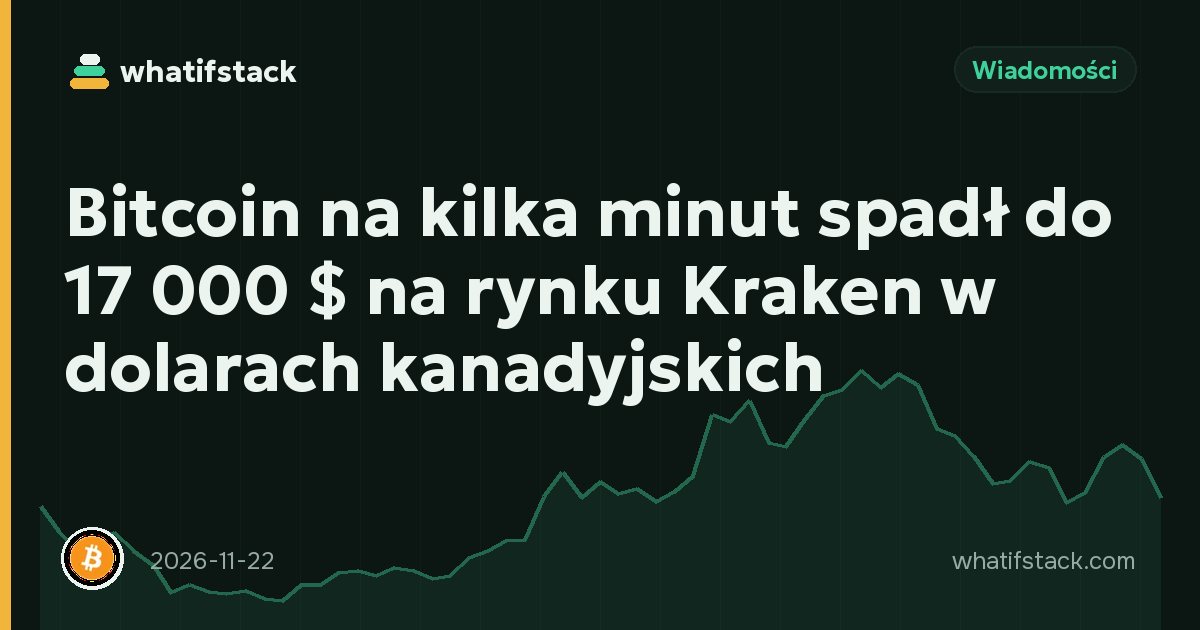 whatifstack
Wiadomości
Bitcoin na kilka minut spadł do
17 000 $ na rynku Kraken w
dolarach kanadyjskich
2026-11-22
whatifstack.com